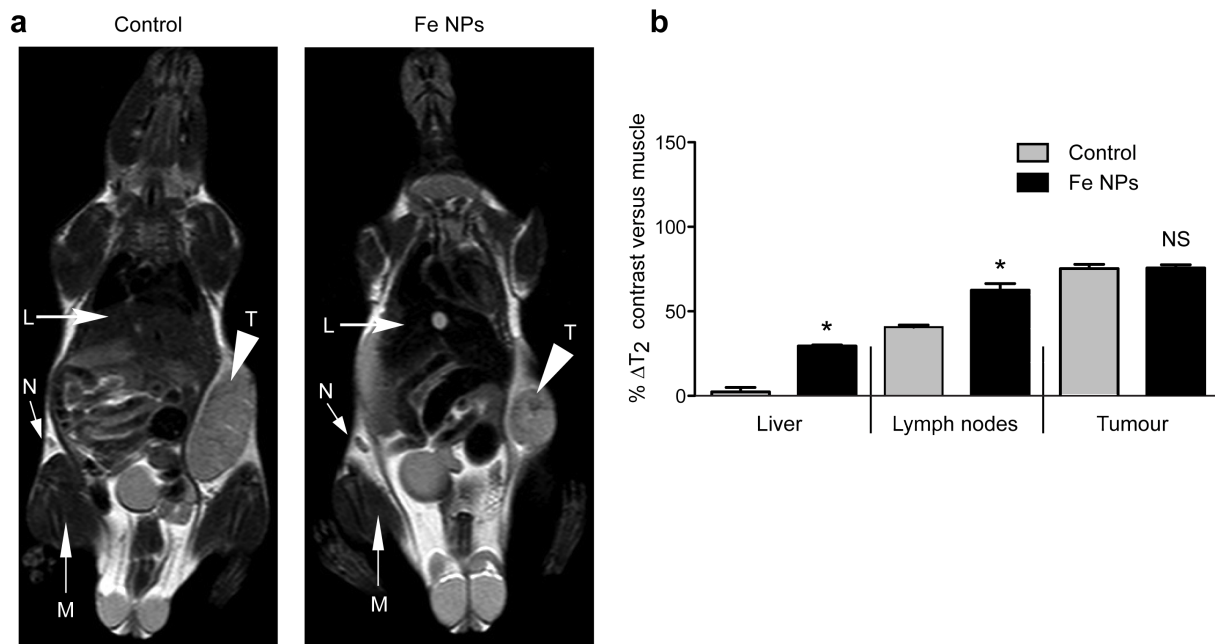 a
Control
Fe NPs
L
T
N
M
L
T
N
M
b
% ΔT2 contrast versus muscle
150
100
50
0
Control
Fe NPs
*
*
NS
Liver
Lymph nodes
Tumour